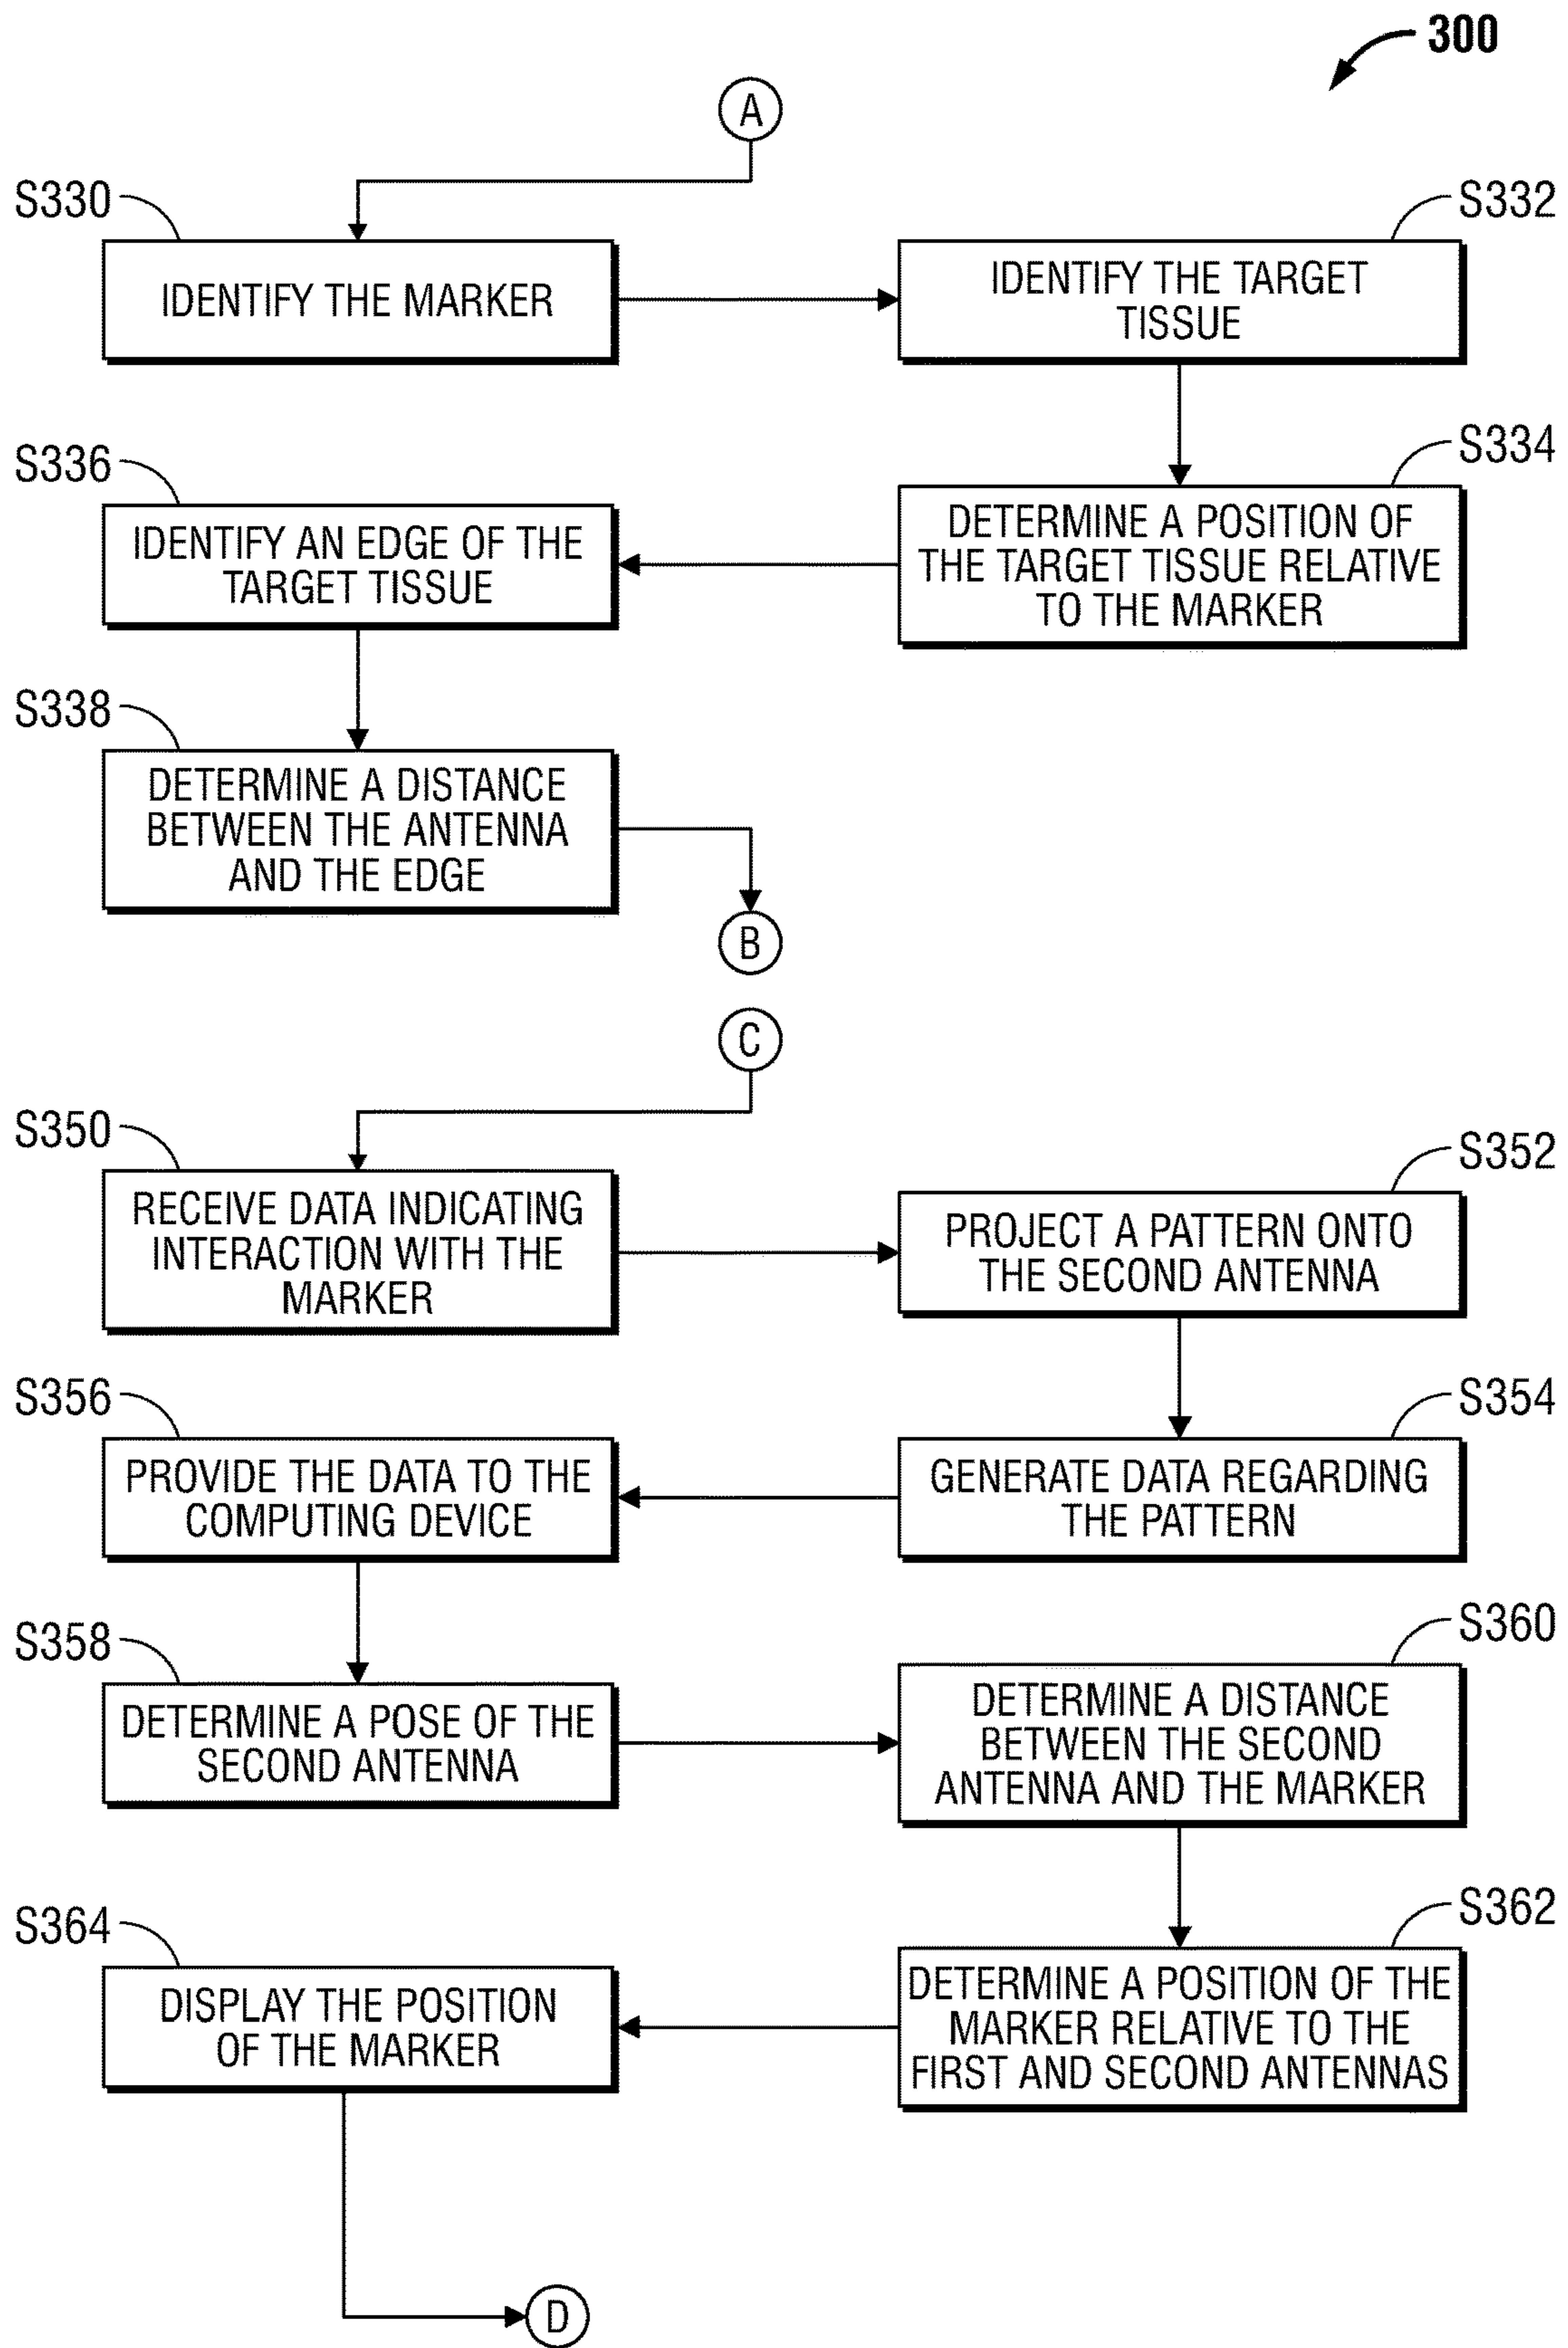 300
A
S330
IDENTIFY THE MARKER
S332
IDENTIFY THE TARGET
TISSUE
S334
DETERMINE A POSITION OF
THE TARGET TISSUE RELATIVE
TO THE MARKER
S336
IDENTIFY AN EDGE OF THE
TARGET TISSUE
S338
DETERMINE A DISTANCE
BETWEEN THE ANTENNA
AND THE EDGE
B
C
S350
RECEIVE DATA INDICATING
INTERACTION WITH THE
MARKER
S352
PROJECT A PATTERN ONTO
THE SECOND ANTENNA
S354
GENERATE DATA REGARDING
THE PATTERN
S356
PROVIDE THE DATA TO THE
COMPUTING DEVICE
S358
DETERMINE A POSE OF THE
SECOND ANTENNA
S360
DETERMINE A DISTANCE
BETWEEN THE SECOND
ANTENNA AND THE MARKER
S362
DETERMINE A POSITION OF THE
MARKER RELATIVE TO THE
FIRST AND SECOND ANTENNAS
S364
DISPLAY THE POSITION
OF THE MARKER
D